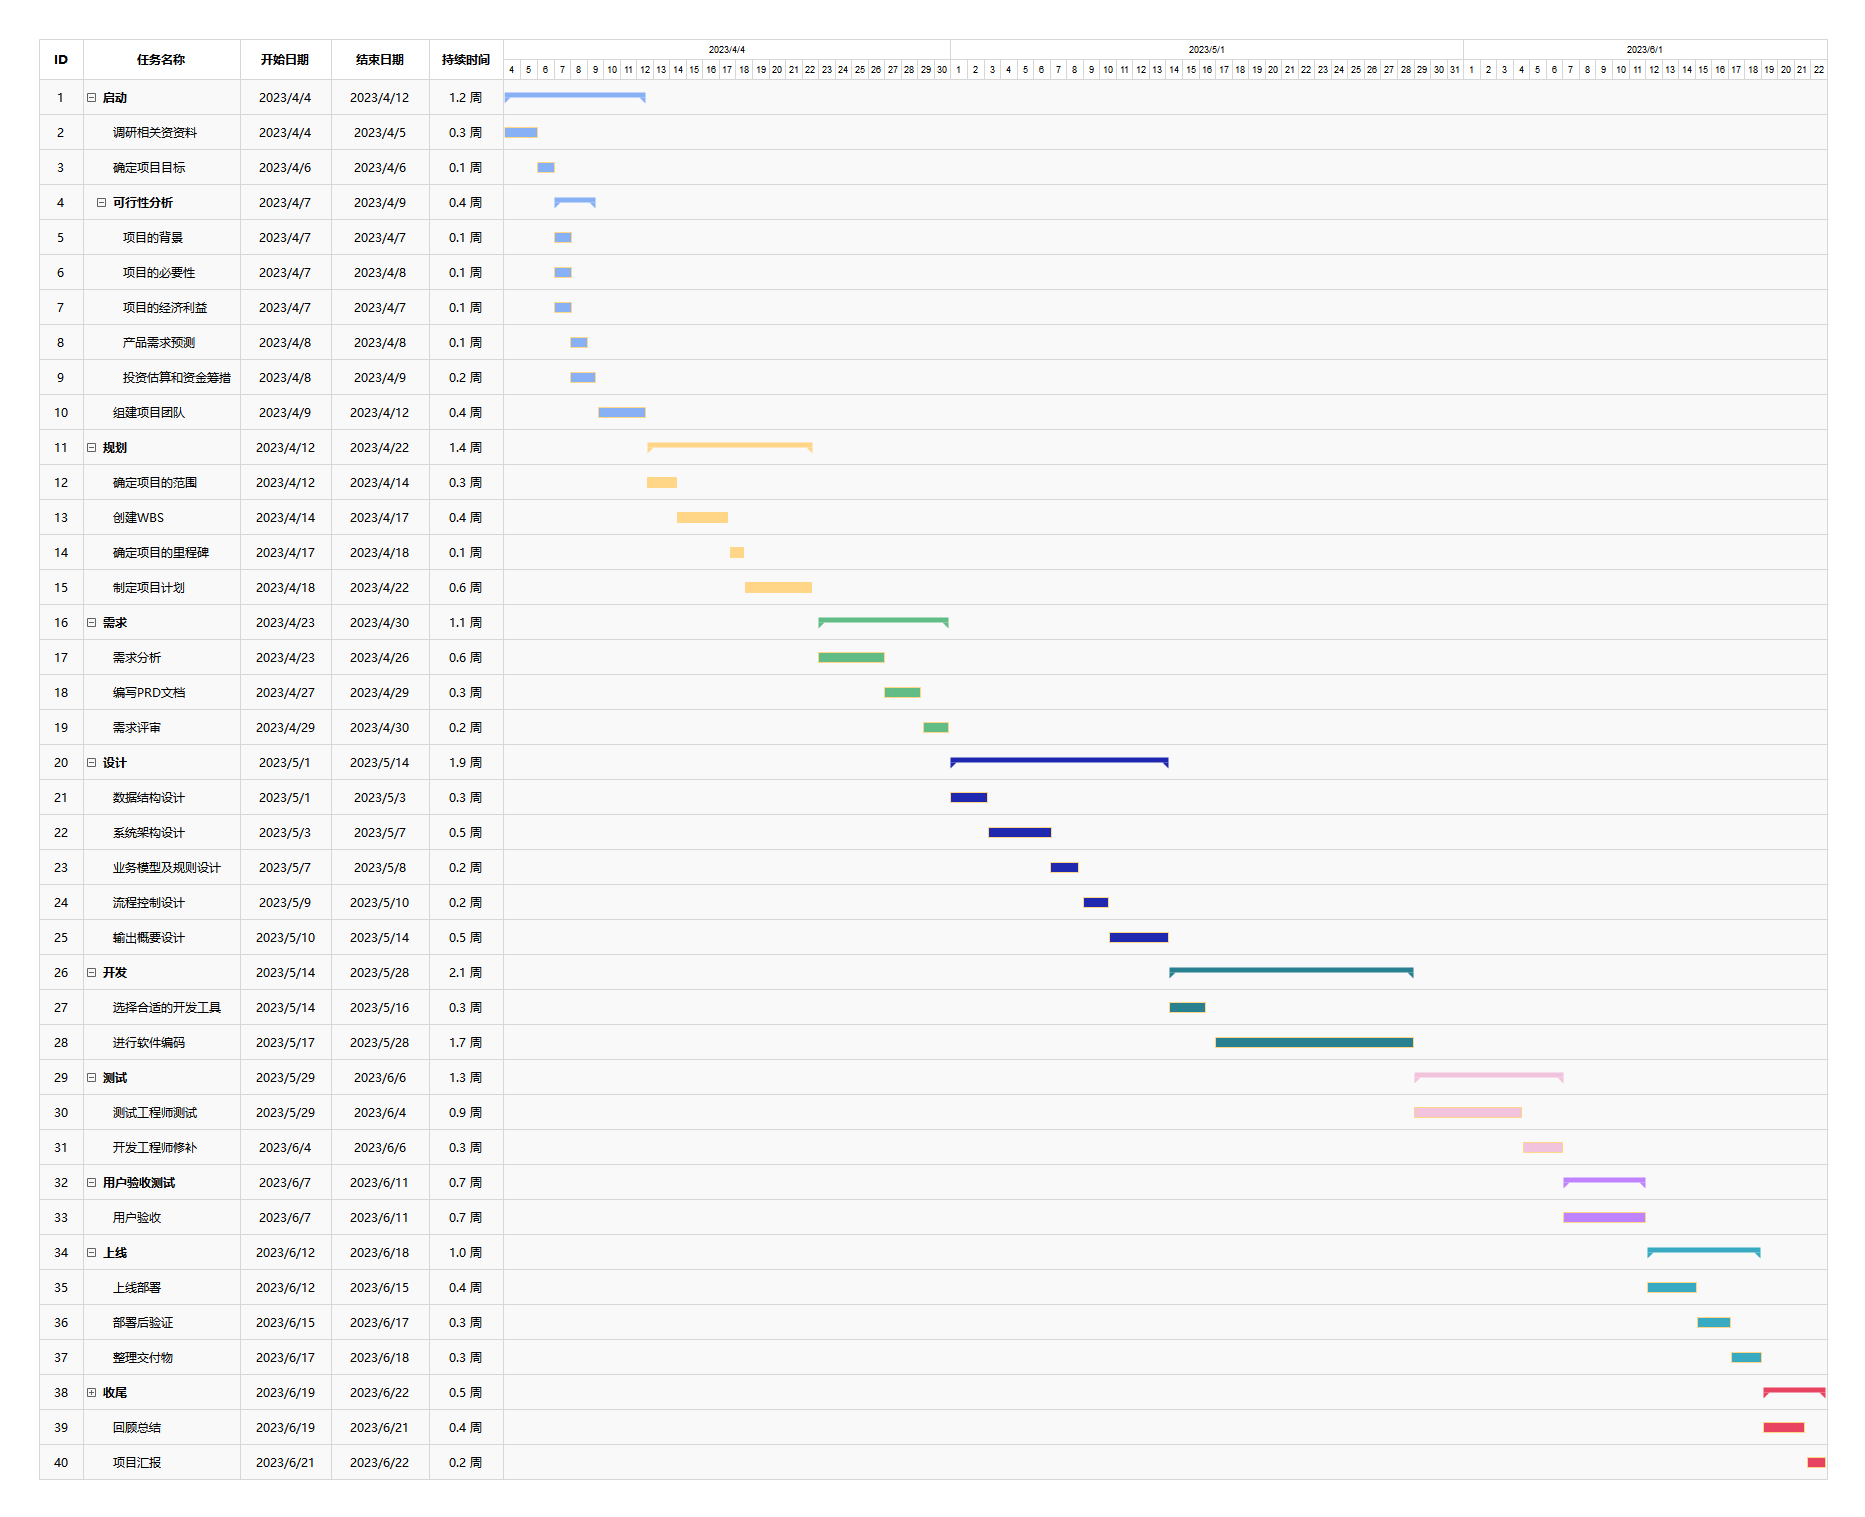 ID 任务名称 开始日期 结束日期 持续时间 2023/4/4 2023/5/1 2023/6/1
4 5 6 7 8 9 10 11 12 13 14 15 16 17 18 19 20 21 22 23 24 25 26 27 28 29 30 1 2 3 4 5 6 7 8 9 10 11 12 13 14 15 16 17 18 19 20 21 22 23 24 25 26 27 28 29 30 31 1 2 3 4 5 6 7 8 9 10 11 12 13 14 15 16 17 18 19 20 21 22
1 启动 2023/4/4 2023/4/12 1.2 周
2 调研相关资资料 2023/4/4 2023/4/5 0.3 周
3 确定项目目标 2023/4/6 2023/4/6 0.1 周
4 可行性分析 2023/4/7 2023/4/9 0.4 周
5 项目的背景 2023/4/7 2023/4/7 0.1 周
6 项目的必要性 2023/4/7 2023/4/8 0.1 周
7 项目的经济利益 2023/4/7 2023/4/7 0.1 周
8 产品需求预测 2023/4/8 2023/4/8 0.1 周
9 投资估算和资金筹措 2023/4/8 2023/4/9 0.2 周
10 组建项目团队 2023/4/9 2023/4/12 0.4 周
11 规划 2023/4/12 2023/4/22 1.4 周
12 确定项目的范围 2023/4/12 2023/4/14 0.3 周
13 创建WBS 2023/4/14 2023/4/17 0.4 周
14 确定项目的里程碑 2023/4/17 2023/4/18 0.1 周
15 制定项目计划 2023/4/18 2023/4/22 0.6 周
16 需求 2023/4/23 2023/4/30 1.1 周
17 需求分析 2023/4/23 2023/4/26 0.6 周
18 编写PRD文档 2023/4/27 2023/4/29 0.3 周
19 需求评审 2023/4/29 2023/4/30 0.2 周
20 设计 2023/5/1 2023/5/14 1.9 周
21 数据结构设计 2023/5/1 2023/5/3 0.3 周
22 系统架构设计 2023/5/3 2023/5/7 0.5 周
23 业务模型及规则设计 2023/5/7 2023/5/8 0.2 周
24 流程控制设计 2023/5/9 2023/5/10 0.2 周
25 输出概要设计 2023/5/10 2023/5/14 0.5 周
26 开发 2023/5/14 2023/5/28 2.1 周
27 选择合适的开发工具 2023/5/14 2023/5/16 0.3 周
28 进行软件编码 2023/5/17 2023/5/28 1.7 周
29 测试 2023/5/29 2023/6/6 1.3 周
30 测试工程师测试 2023/5/29 2023/6/4 0.9 周
31 开发工程师修补 2023/6/4 2023/6/6 0.3 周
32 用户验收测试 2023/6/7 2023/6/11 0.7 周
33 用户验收 2023/6/7 2023/6/11 0.7 周
34 上线 2023/6/12 2023/6/18 1.0 周
35 上线部署 2023/6/12 2023/6/15 0.4 周
36 部署后验证 2023/6/15 2023/6/17 0.3 周
37 整理交付物 2023/6/17 2023/6/18 0.3 周
38 收尾 2023/6/19 2023/6/22 0.5 周
39 回顾总结 2023/6/19 2023/6/21 0.4 周
40 项目汇报 2023/6/21 2023/6/22 0.2 周